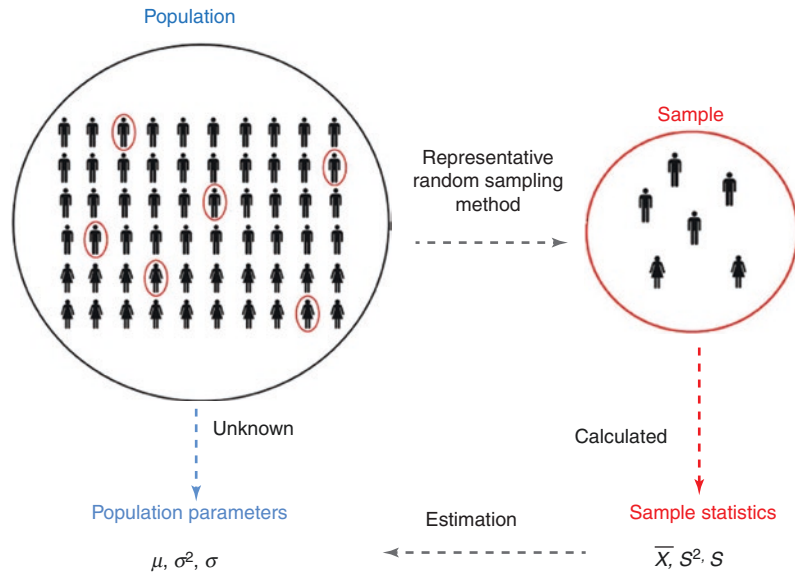 Population
Sample
Representative
random sampling
method
Unknown
Calculated
Population parameters
Estimation
Sample statistics
μ, σ², σ
X̅, S², S